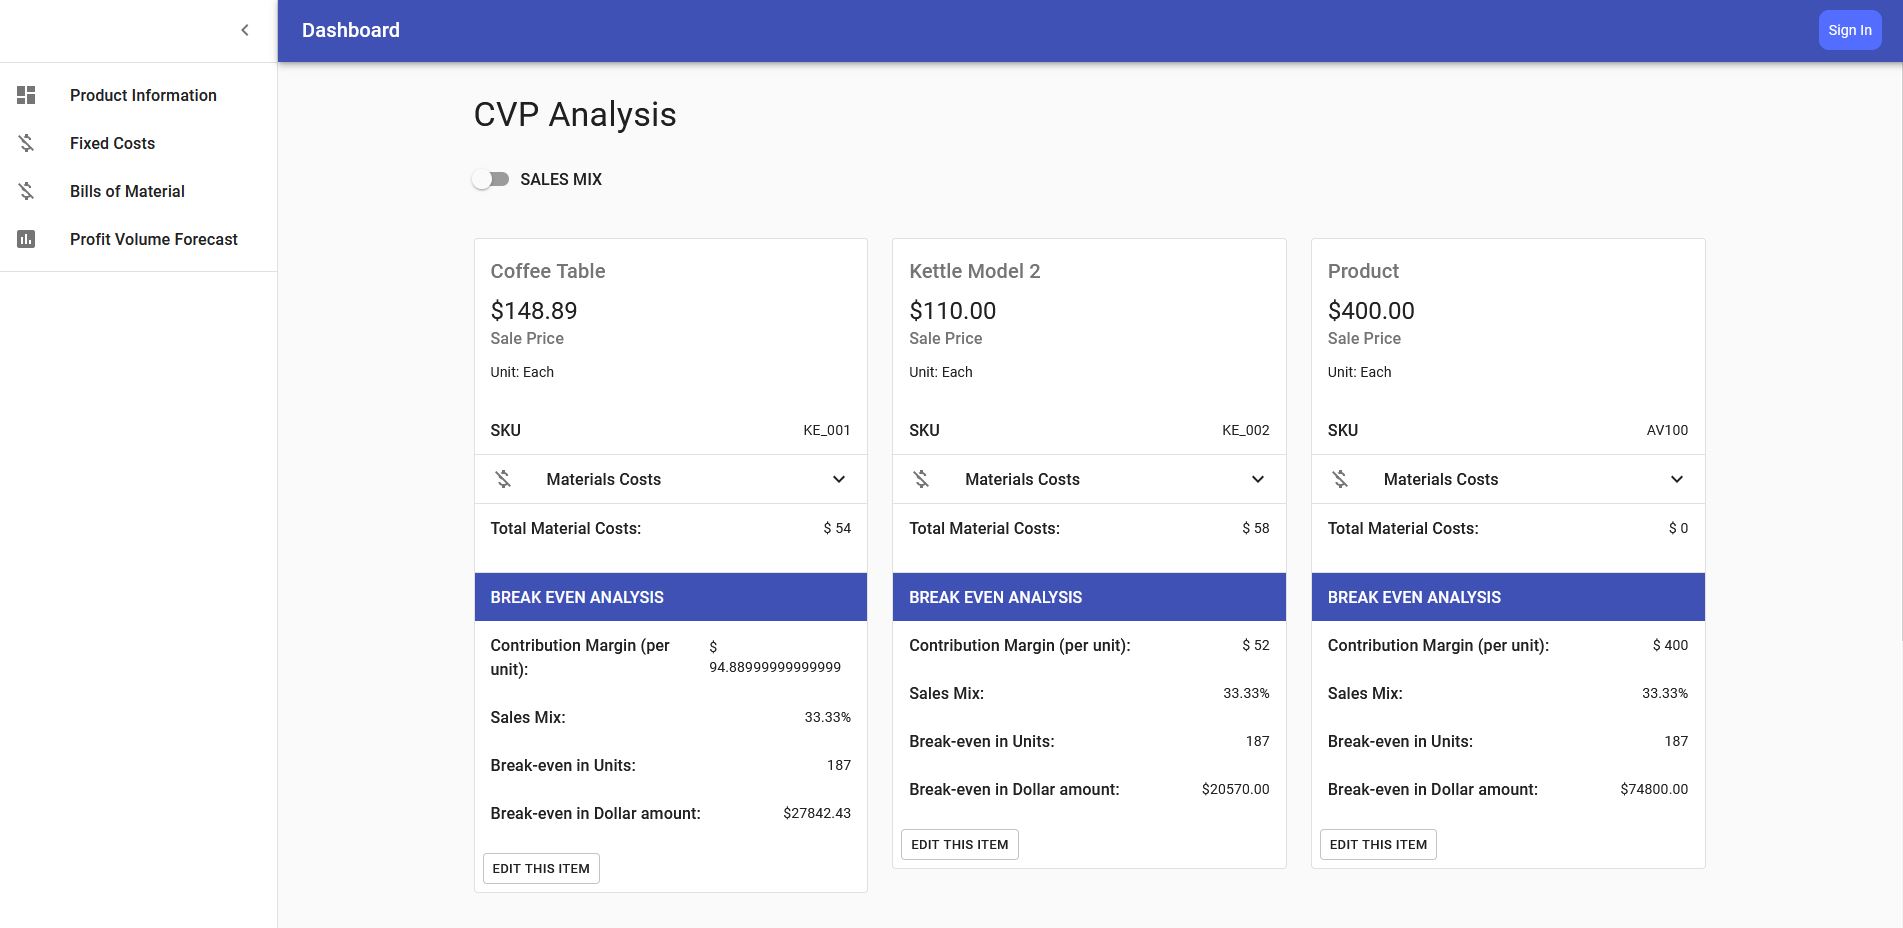 Dashboard
Sign In
Product Information
Fixed Costs
Bills of Material
Profit Volume Forecast
CVP Analysis
SALES MIX
Coffee Table
$148.89
Sale Price
Unit: Each
SKU KE_001
Materials Costs
Total Material Costs: $ 54
BREAK EVEN ANALYSIS
Contribution Margin (per unit): $ 94.88999999999999
Sales Mix: 33.33%
Break-even in Units: 187
Break-even in Dollar amount: $27842.43
EDIT THIS ITEM
Kettle Model 2
$110.00
Sale Price
Unit: Each
SKU KE_002
Materials Costs
Total Material Costs: $ 58
BREAK EVEN ANALYSIS
Contribution Margin (per unit): $ 52
Sales Mix: 33.33%
Break-even in Units: 187
Break-even in Dollar amount: $20570.00
EDIT THIS ITEM
Product
$400.00
Sale Price
Unit: Each
SKU AV100
Materials Costs
Total Material Costs: $ 0
BREAK EVEN ANALYSIS
Contribution Margin (per unit): $ 400
Sales Mix: 33.33%
Break-even in Units: 187
Break-even in Dollar amount: $74800.00
EDIT THIS ITEM